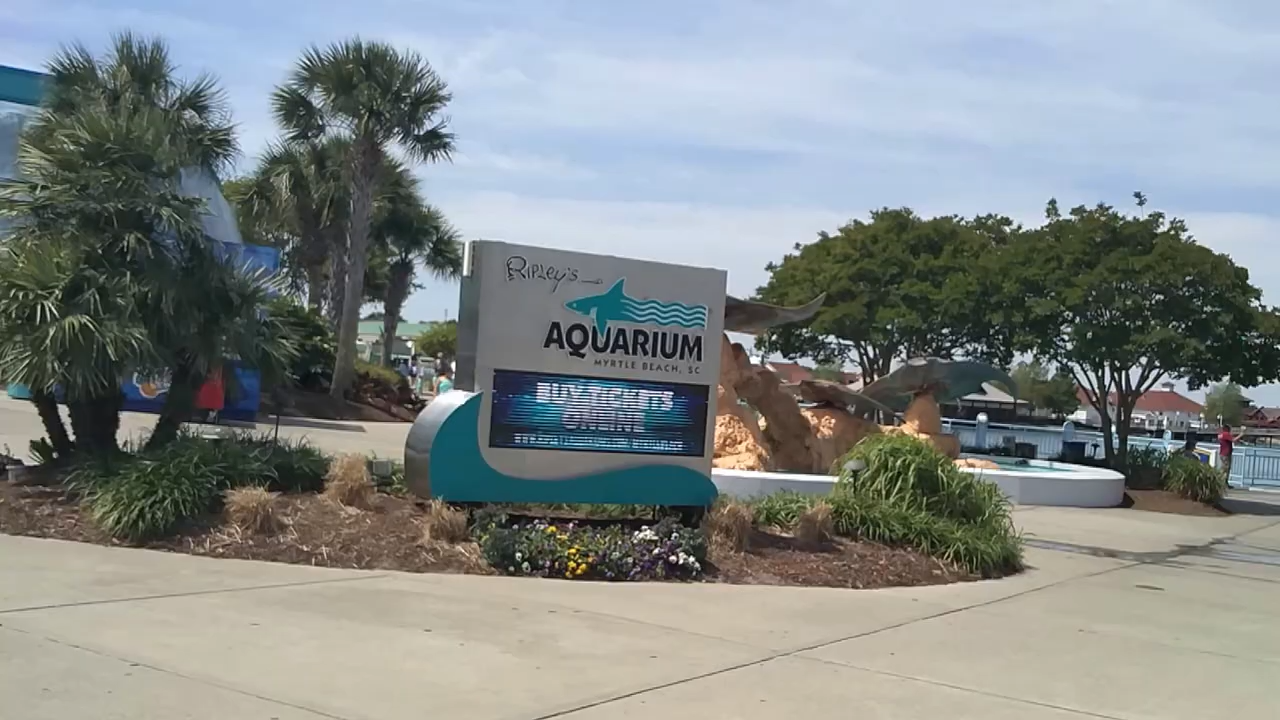 RIPLEY'S
AQUARIUM
MYRTLE BEACH, SC
BUY TICKETS
ONLINE